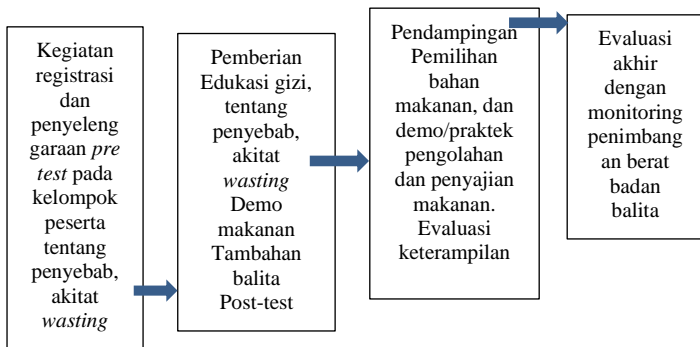 Kegiatan
registrasi
dan
penyeleng
garaan pre
test pada
kelompok
peserta
tentang
penyebab,
akitat
wasting
Pemberian
Edukasi gizi,
tentang
penyebab,
akitat
wasting
Demo
makanan
Tambahan
balita
Post-test
Pendampingan
Pemilihan
bahan
makanan, dan
demo/praktek
pengolahan
dan penyajian
makanan.
Evaluasi
keterampilan
Evaluasi
akhir
dengan
monitoring
penimbang
an berat
badan
balita